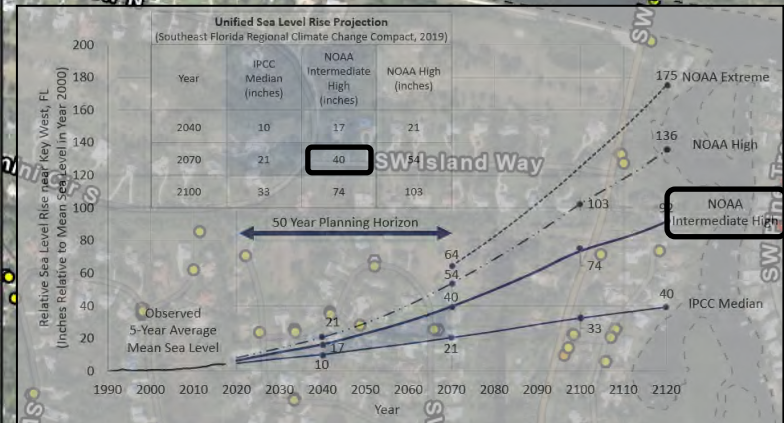 Unified Sea Level Rise Projection
(Southeast Florida Regional Climate Change Compact, 2019)
Year
IPCC
Median
(inches)
NOAA
Intermediate
High
(inches)
NOAA High
(inches)
2040 10 17 21
2070 21 40 54
2100 33 74 103
Relative Sea Level Rise near Key West, FL
(Inches Relative to Mean Sea Level in Year 2000)
200
180
160
140
120
100
80
60
40
20
0
50 Year Planning Horizon
Observed
5-Year Average
Mean Sea Level
175 NOAA Extreme
136
NOAA High
103
92
NOAA
Intermediate High
74
64
54
40
40
IPCC Median
33
21
21
17
10
1990 2000 2010 2020 2030 2040 2050 2060 2070 2080 2090 2100 2110 2120
Year
SW Island Way
SW
SW